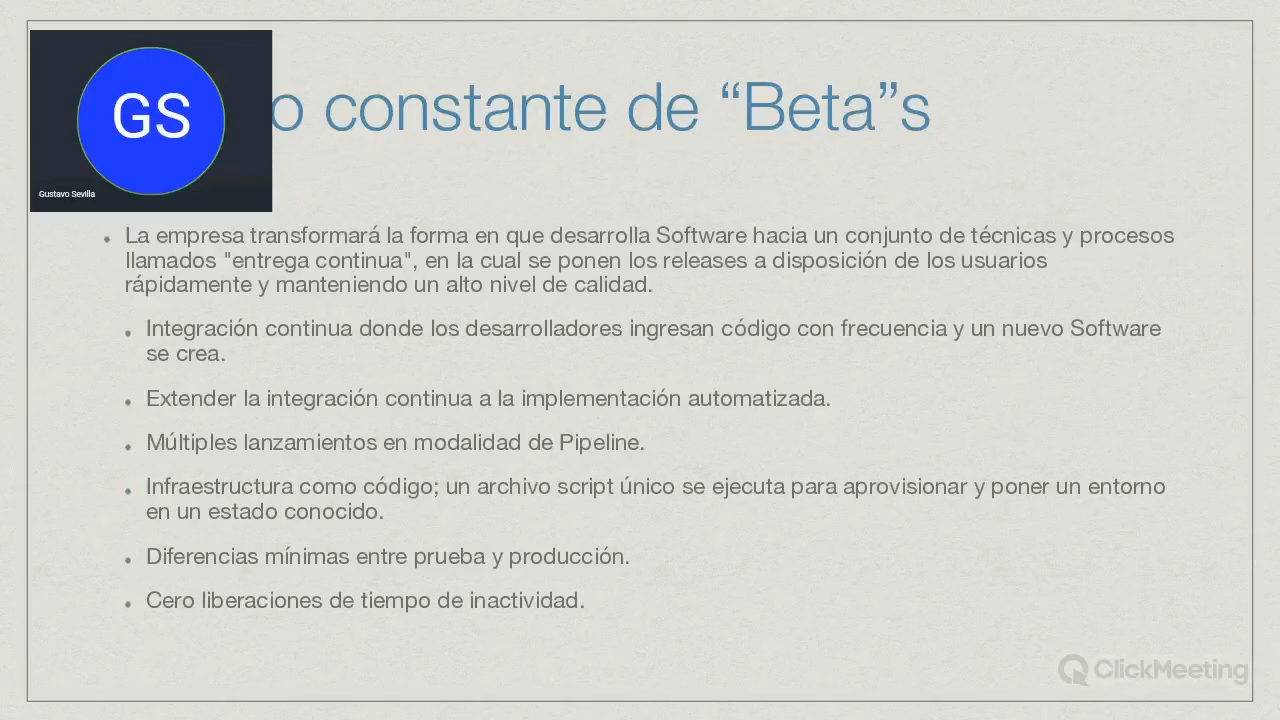 GS
Gustavo Sevilla
o constante de “Beta”s
La empresa transformará la forma en que desarrolla Software hacia un conjunto de técnicas y procesos
llamados "entrega continua", en la cual se ponen los releases a disposición de los usuarios
rápidamente y manteniendo un alto nivel de calidad.
Integración continua donde los desarrolladores ingresan código con frecuencia y un nuevo Software
se crea.
Extender la integración continua a la implementación automatizada.
Múltiples lanzamientos en modalidad de Pipeline.
Infraestructura como código; un archivo script único se ejecuta para aprovisionar y poner un entorno
en un estado conocido.
Diferencias mínimas entre prueba y producción.
Cero liberaciones de tiempo de inactividad.
ClickMeeting